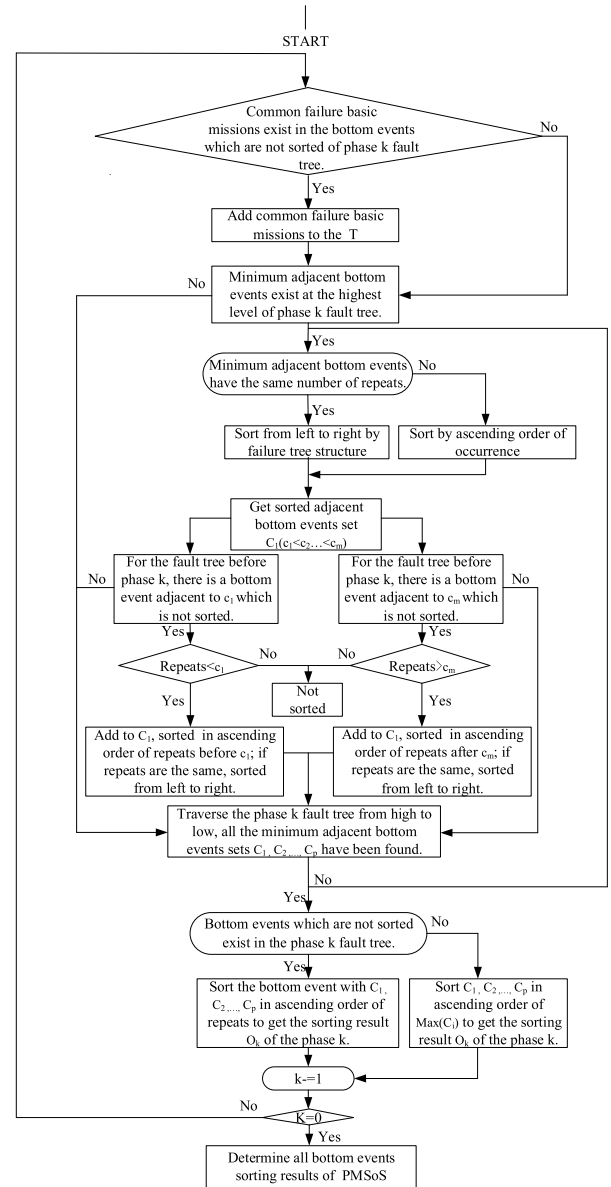 START
Common failure basic
missions exist in the bottom events
which are not sorted of phase k fault
tree.
No
Yes
Add common failure basic
missions to the T
No
Minimum adjacent bottom
events exist at the highest
level of phase k fault tree.
Yes
Minimum adjacent bottom events
have the same number of repeats.
No
Yes
Sort from left to right by
failure tree structure
Sort by ascending order of
occurrence
Get sorted adjacent
bottom events set
C₁(c₁<c₂…<cₘ)
For the fault tree before
phase k, there is a bottom
event adjacent to c₁ which
is not sorted.
No
For the fault tree before
phase k, there is a bottom
event adjacent to cₘ which
is not sorted.
No
Yes
Yes
Repeats<c₁
No
No
Repeats>cₘ
Not
sorted
Yes
Yes
Add to C₁, sorted in ascending
order of repeats before c₁; if
repeats are the same, sorted
from left to right.
Add to C₁, sorted in ascending
order of repeats after cₘ; if
repeats are the same, sorted
from left to right.
Traverse the phase k fault tree from high to
low, all the minimum adjacent bottom
events sets C₁, C₂,..., Cₚ have been found.
No
Yes
Bottom events which are not sorted
exist in the phase k fault tree.
No
Yes
Sort the bottom event with C₁,
C₂,..., Cₚ in ascending order of
repeats to get the sorting result
Oₖ of the phase k.
Sort C₁, C₂,..., Cₚ in
ascending order of
Max(Cᵢ) to get the sorting
result Oₖ of the phase k.
k-=1
No
K=0
Yes
Determine all bottom events
sorting results of PMSoS